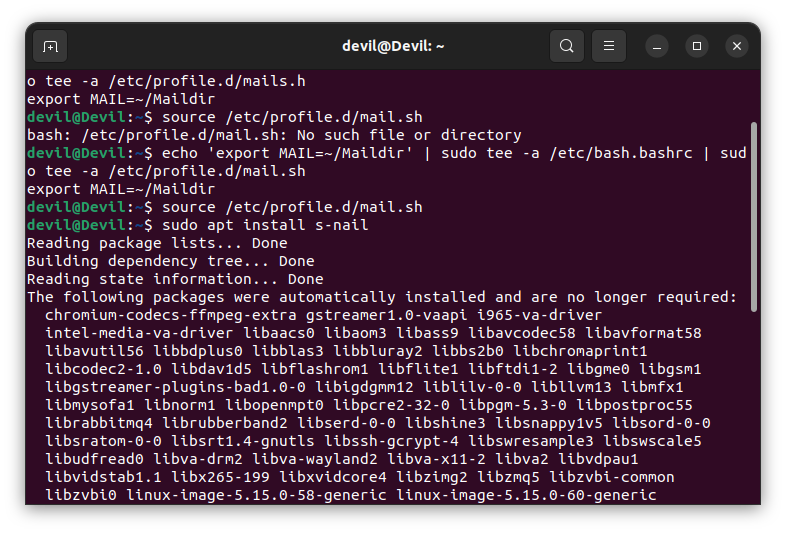 devil@Devil: ~
o tee -a /etc/profile.d/mails.h
export MAIL=~/Maildir
devil@Devil:~$ source /etc/profile.d/mail.sh
bash: /etc/profile.d/mail.sh: No such file or directory
devil@Devil:~$ echo 'export MAIL=~/Maildir' | sudo tee -a /etc/bash.bashrc | sud
o tee -a /etc/profile.d/mail.sh
export MAIL=~/Maildir
devil@Devil:~$ source /etc/profile.d/mail.sh
devil@Devil:~$ sudo apt install s-nail
Reading package lists... Done
Building dependency tree... Done
Reading state information... Done
The following packages were automatically installed and are no longer required:
  chromium-codecs-ffmpeg-extra gstreamer1.0-vaapi i965-va-driver
  intel-media-va-driver libaacs0 libaom3 libass9 libavcodec58 libavformat58
  libavutil56 libbdplus0 libblas3 libbluray2 libbs2b0 libchromaprint1
  libcodec2-1.0 libdav1d5 libflashrom1 libflite1 libftdi1-2 libgme0 libgsm1
  libgstreamer-plugins-bad1.0-0 libigdgmm12 liblilv-0-0 libllvm13 libmfx1
  libmysofa1 libnorm1 libopenmpt0 libpcre2-32-0 libpgm-5.3-0 libpostproc55
  librabbitmq4 librubberband2 libserd-0-0 libshine3 libsnappy1v5 libsord-0-0
  libsratom-0-0 libsrt1.4-gnutls libssh-gcrypt-4 libswresample3 libswscale5
  libudfread0 libva-drm2 libva-wayland2 libva-x11-2 libva2 libvdpau1
  libvidstab1.1 libx265-199 libxvidcore4 libzimg2 libzmq5 libzvbi-common
  libzvbi0 linux-image-5.15.0-58-generic linux-image-5.15.0-60-generic